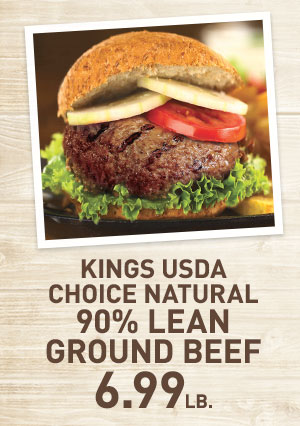 KINGS USDA
CHOICE NATURAL
90% LEAN
GROUND BEEF
6.99LB.